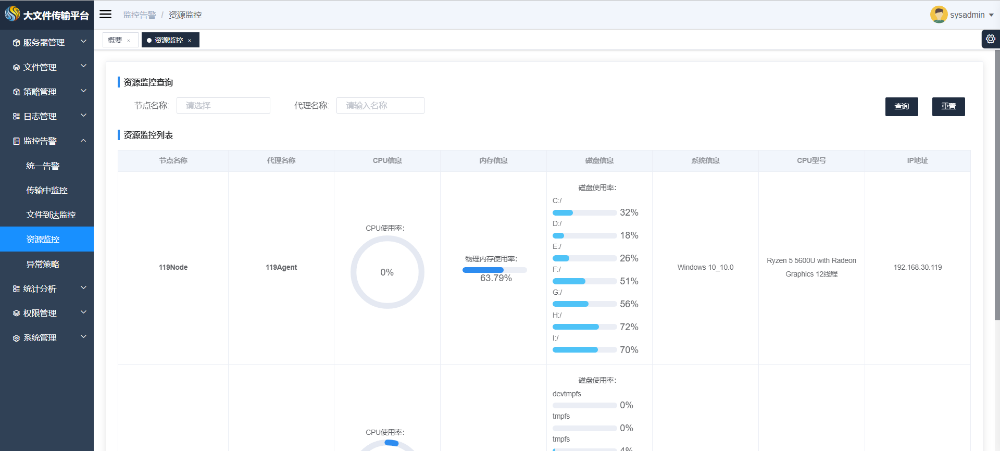 大文件传输平台
监控告警 / 资源监控
sysadmin
概要 ×
资源监控 ×
服务器管理
文件管理
策略管理
日志管理
监控告警
统一告警
传输中监控
文件到达监控
资源监控
异常策略
统计分析
权限管理
系统管理
资源监控查询
节点名称: 请选择 代理名称: 请输入名称 查询 重置
资源监控列表
节点名称 代理名称 CPU信息 内存信息 磁盘信息 系统信息 CPU型号 IP地址
119Node
119Agent
CPU使用率:
0%
物理内存使用率:
63.79%
磁盘使用率:
C:/
32%
D:/
18%
E:/
26%
F:/
51%
G:/
56%
H:/
72%
I:/
70%
Windows 10_10.0
Ryzen 5 5600U with Radeon
Graphics 12线程
192.168.30.119
CPU使用率:
磁盘使用率:
devtmpfs
0%
tmpfs
0%
tmpfs
4%